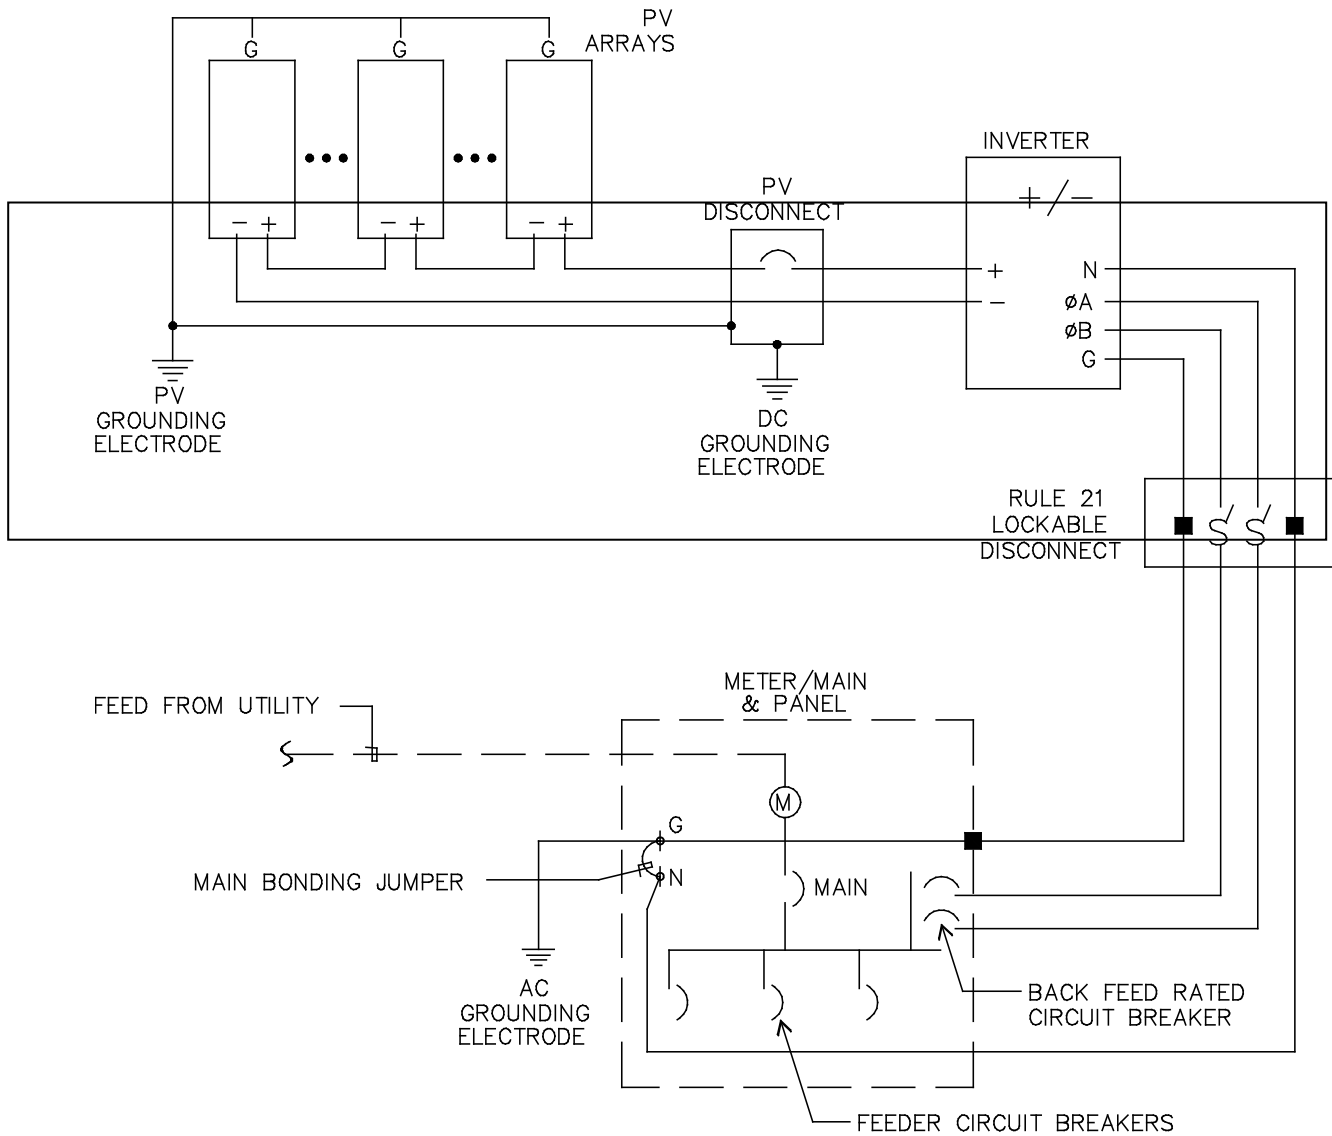 PV
ARRAYS
G G G
INVERTER
+/−
PV
DISCONNECT
− + − + − +
+ N
− øA
øB
G
PV
GROUNDING
ELECTRODE
DC
GROUNDING
ELECTRODE
RULE 21
LOCKABLE
DISCONNECT
METER/MAIN
& PANEL
FEED FROM UTILITY
M
G
MAIN BONDING JUMPER
N
MAIN
AC
GROUNDING
ELECTRODE
BACK FEED RATED
CIRCUIT BREAKER
FEEDER CIRCUIT BREAKERS